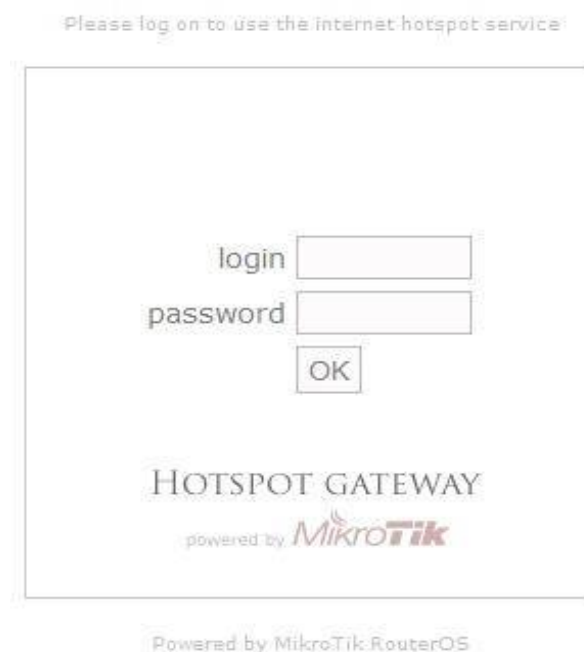 Please log on to use the internet hotspot service
login
password
OK
HOTSPOT GATEWAY
powered by MikroTik
Powered by MikroTik RouterOS